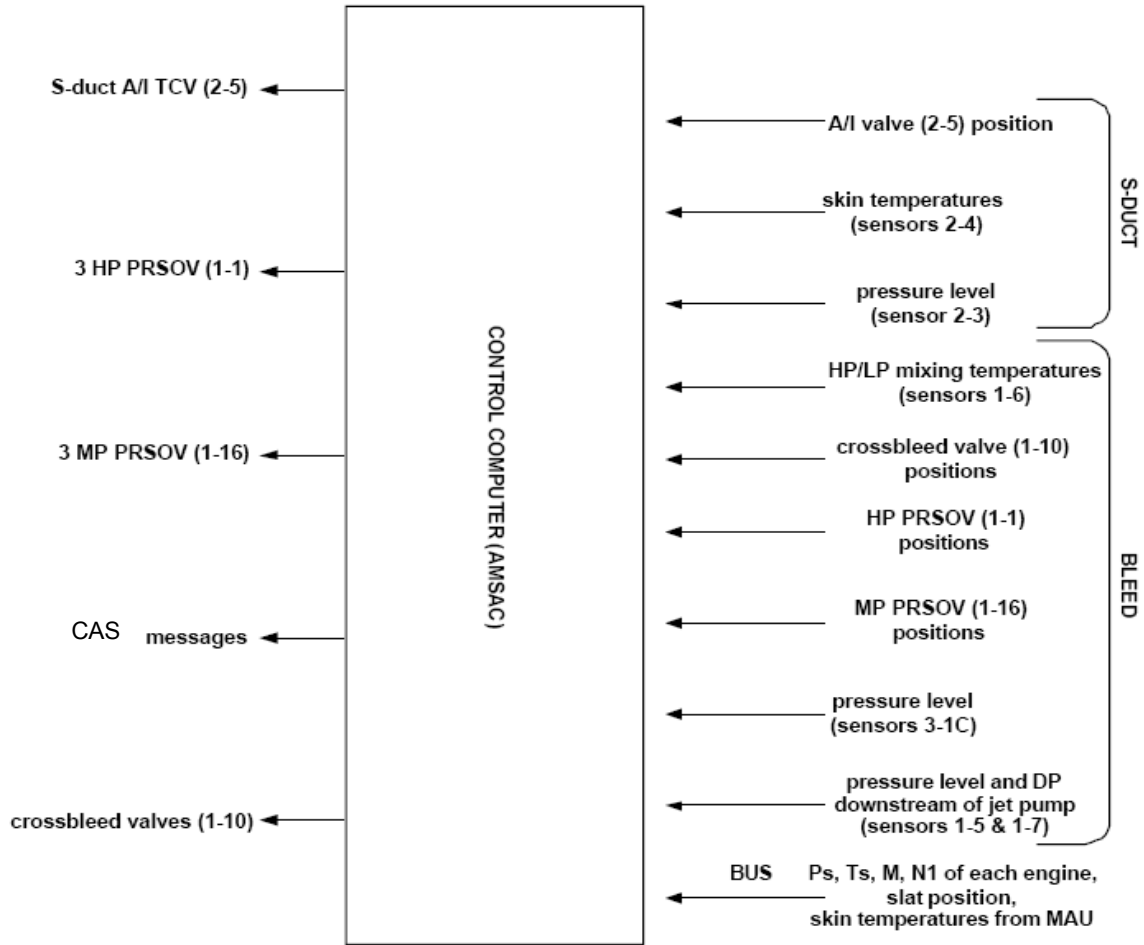 S-duct A/I TCV (2-5)
3 HP PRSOV (1-1)
3 MP PRSOV (1-16)
CAS messages
crossbleed valves (1-10)
CONTROL COMPUTER (AMSAC)
A/I valve (2-5) position
skin temperatures
(sensors 2-4)
pressure level
(sensor 2-3)
S-DUCT
HP/LP mixing temperatures
(sensors 1-6)
crossbleed valve (1-10)
positions
HP PRSOV (1-1)
positions
MP PRSOV (1-16)
positions
pressure level
(sensors 3-1C)
pressure level and DP
downstream of jet pump
(sensors 1-5 & 1-7)
BLEED
BUS Ps, Ts, M, N1 of each engine,
slat position,
skin temperatures from MAU